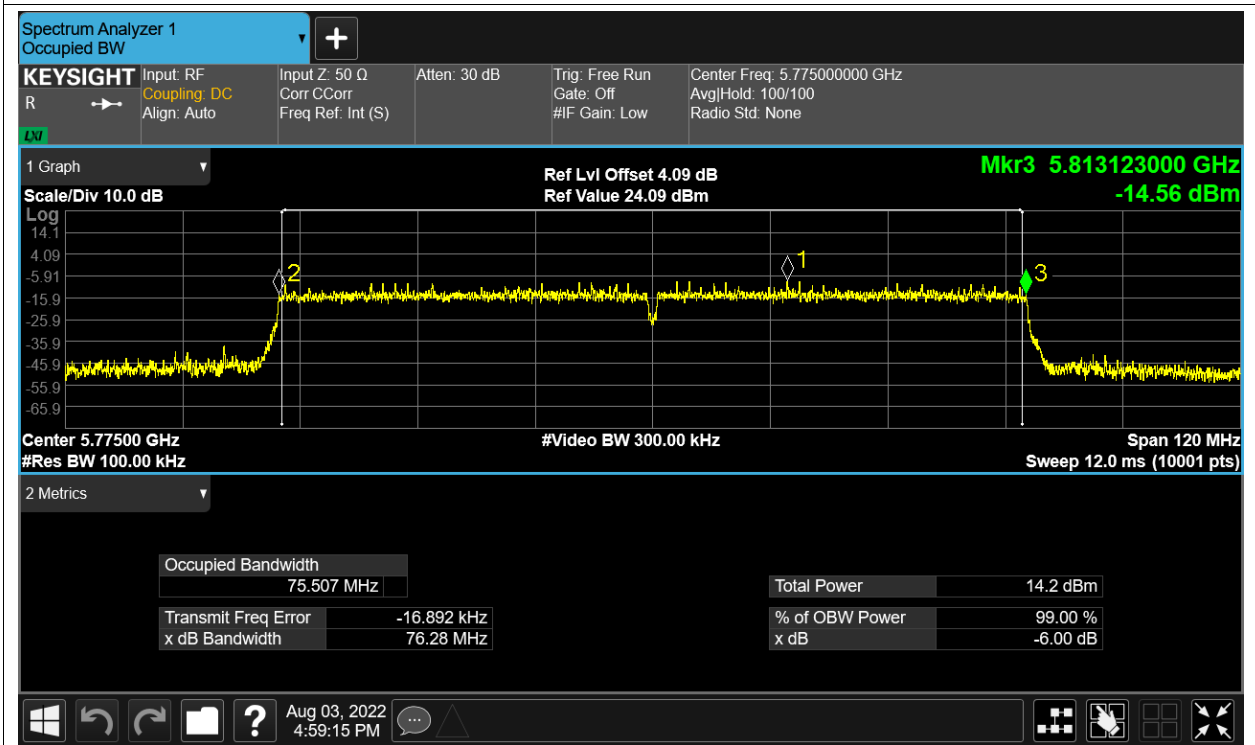 Spectrum Analyzer 1
Occupied BW
KEYSIGHT
R
LXI
Input: RF
Coupling: DC
Align: Auto
Input Z: 50 Ω
Corr CCorr
Freq Ref: Int (S)
Atten: 30 dB
Trig: Free Run
Gate: Off
#IF Gain: Low
Center Freq: 5.775000000 GHz
Avg|Hold: 100/100
Radio Std: None
1 Graph
Scale/Div 10.0 dB
Ref Lvl Offset 4.09 dB
Ref Value 24.09 dBm
Mkr3 5.813123000 GHz
-14.56 dBm
Log
14.1
4.09
-5.91
-15.9
-25.9
-35.9
-45.9
-55.9
-65.9
2
1
3
Center 5.77500 GHz
#Res BW 100.00 kHz
#Video BW 300.00 kHz
Span 120 MHz
Sweep 12.0 ms (10001 pts)
2 Metrics
Occupied Bandwidth
75.507 MHz
Transmit Freq Error -16.892 kHz
x dB Bandwidth 76.28 MHz
Total Power 14.2 dBm
% of OBW Power 99.00 %
x dB -6.00 dB
?
Aug 03, 2022
4:59:15 PM